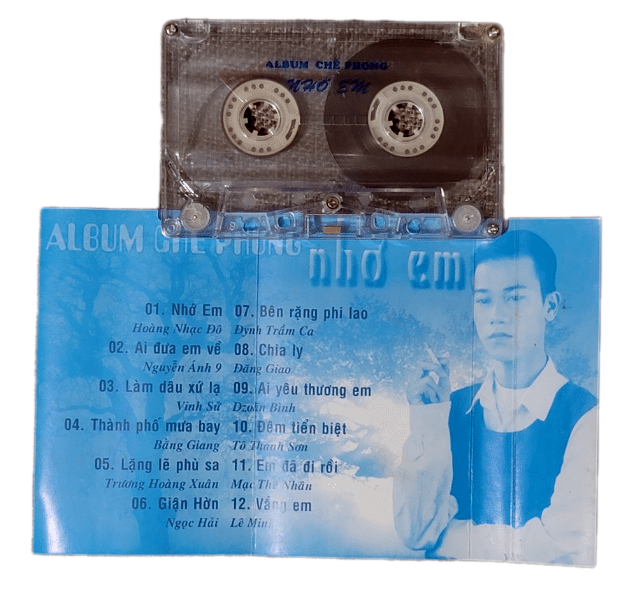 ALBUM CHẾ PHONG
NHỚ EM
ALBUM CHẾ PHONG
nhớ em
01. Nhớ Em
Hoàng Nhạc Đô
02. Ai đưa em về
Nguyễn Ánh 9
03. Làm dâu xứ lạ
Vinh Sử
04. Thành phố mưa bay
Bằng Giang
05. Lặng lẽ phù sa
Trương Hoàng Xuân
06. Giận Hờn
Ngọc Hải
07. Bên rặng phi lao
Đynh Trầm Ca
08. Chia ly
Đăng Giao
09. Ai yêu thương em
Dzoãn Bình
10. Đêm tiễn biệt
Tô Thanh Sơn
11. Em đã đi rồi
Mạc Thế Nhân
12. Vắng em
Lê Minh